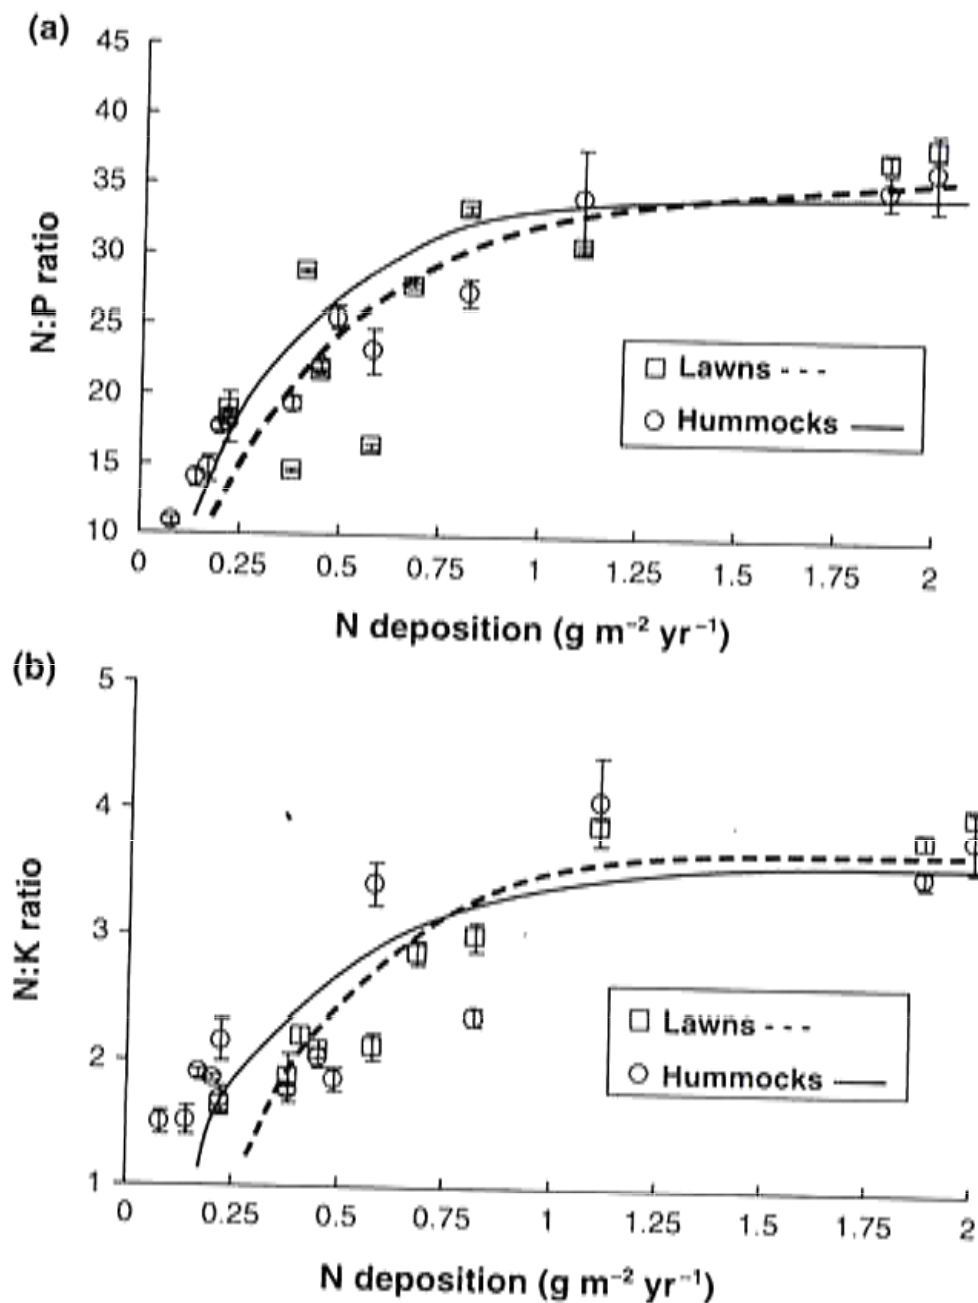 (a)
45
40
35
30
25
20
15
10
N:P ratio
Lawns ---
Hummocks —
0 0.25 0.5 0.75 1 1.25 1.5 1.75 2
N deposition (g m⁻² yr⁻¹)
(b)
5
4
3
2
1
N:K ratio
Lawns ---
Hummocks —
0 0.25 0.5 0.75 1 1.25 1.5 1.75 2
N deposition (g m⁻² yr⁻¹)